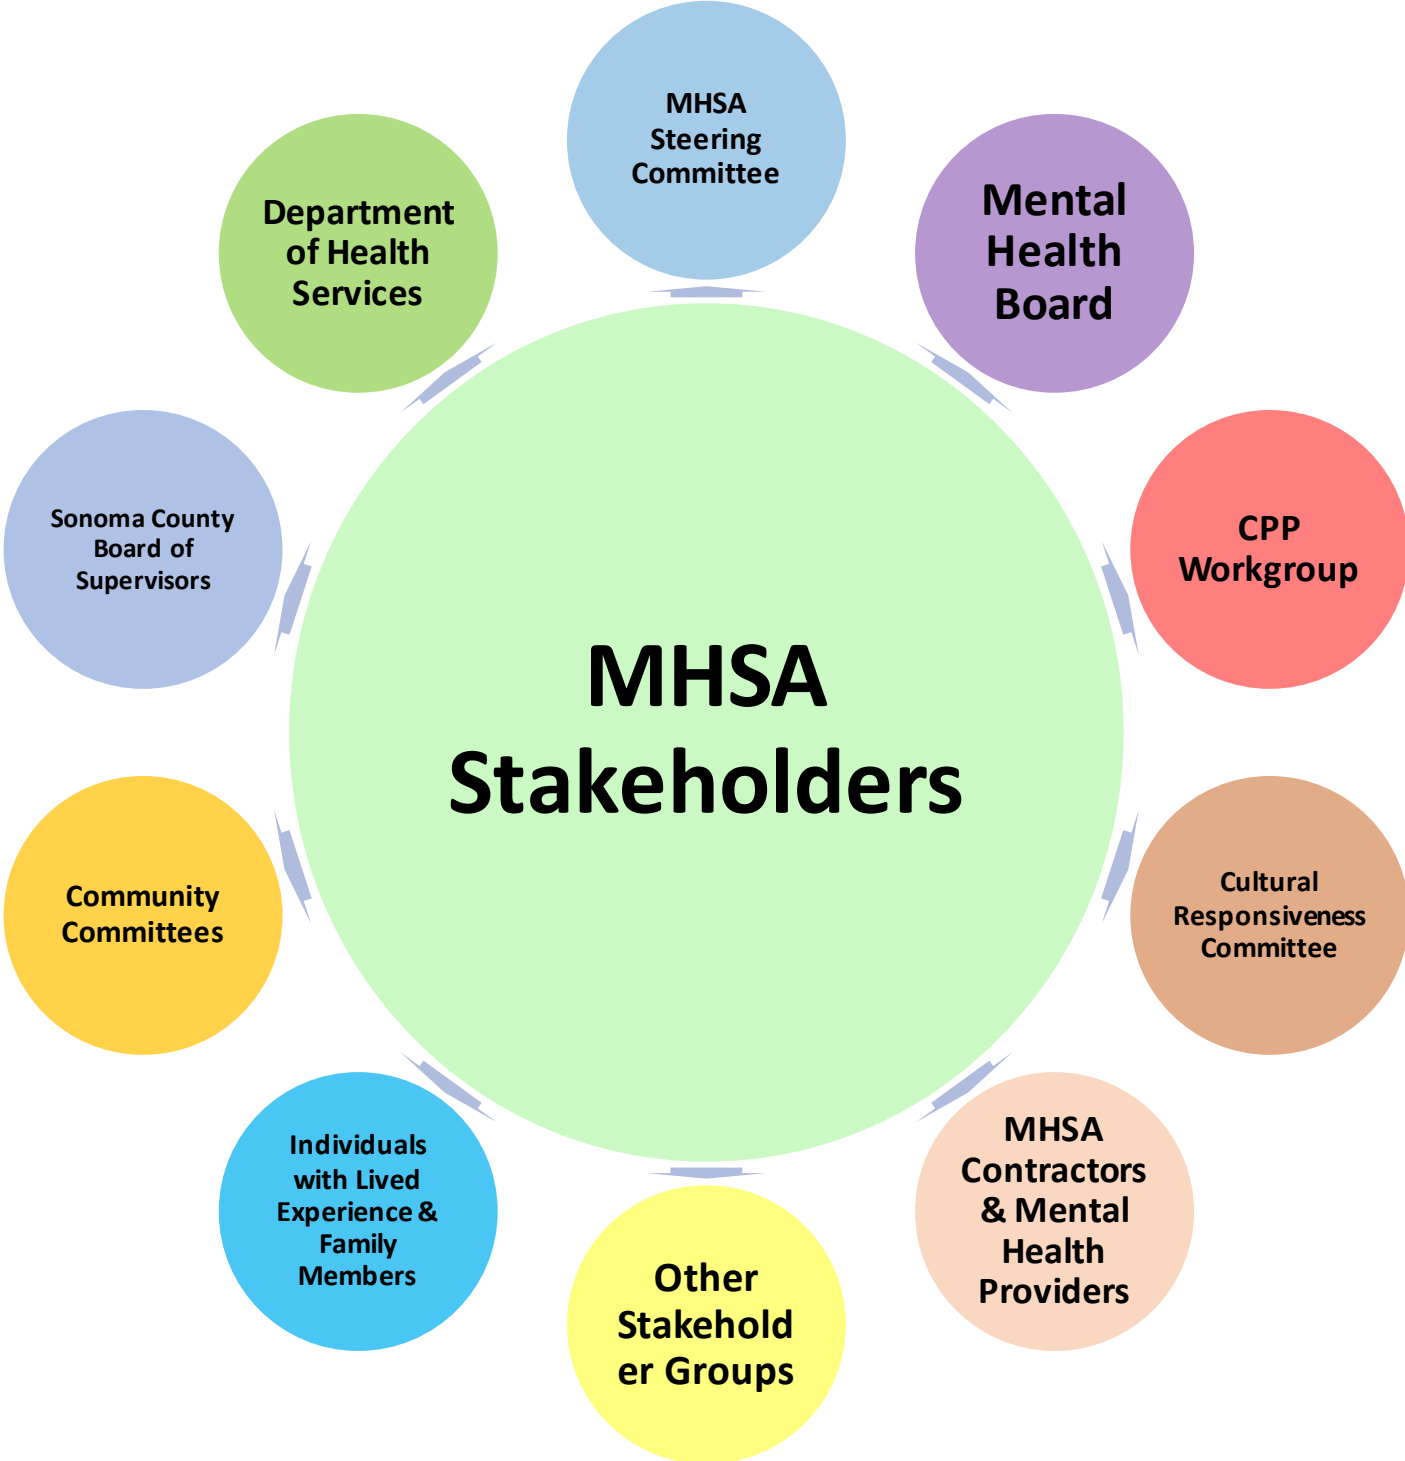 MHSA
Steering
Committee
Mental
Health
Board
CPP
Workgroup
Cultural
Responsiveness
Committee
MHSA
Contractors
& Mental
Health
Providers
Other
Stakehold
er Groups
Individuals
with Lived
Experience &
Family
Members
Community
Committees
Sonoma County
Board of
Supervisors
Department
of Health
Services
MHSA
Stakeholders